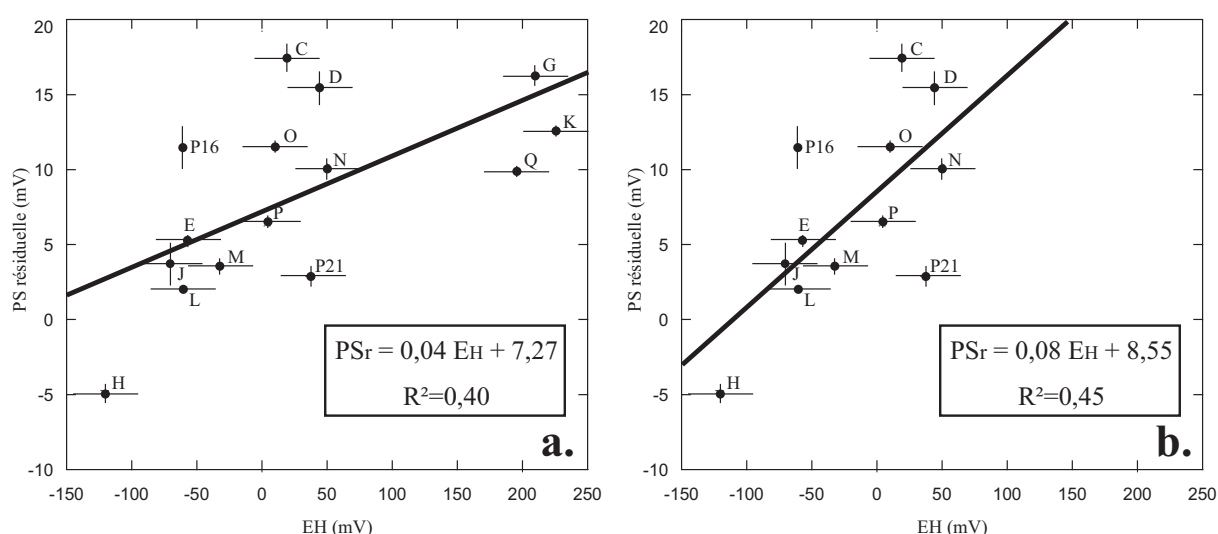 20
15
10
5
0
-5
-10
PS résiduelle (mV)
C
D
G
K
P16
O
N
Q
E
P
J
M
P21
L
H
PSr = 0,04 EH + 7,27
R²=0,40
a.
-150 -100 -50 0 50 100 150 200 250
EH (mV)
20
15
10
5
0
-5
-10
PS résiduelle (mV)
C
D
P16
O
N
E
P
J
M
P21
L
H
PSr = 0,08 EH + 8,55
R²=0,45
b.
-150 -100 -50 0 50 100 150 200 250
EH (mV)